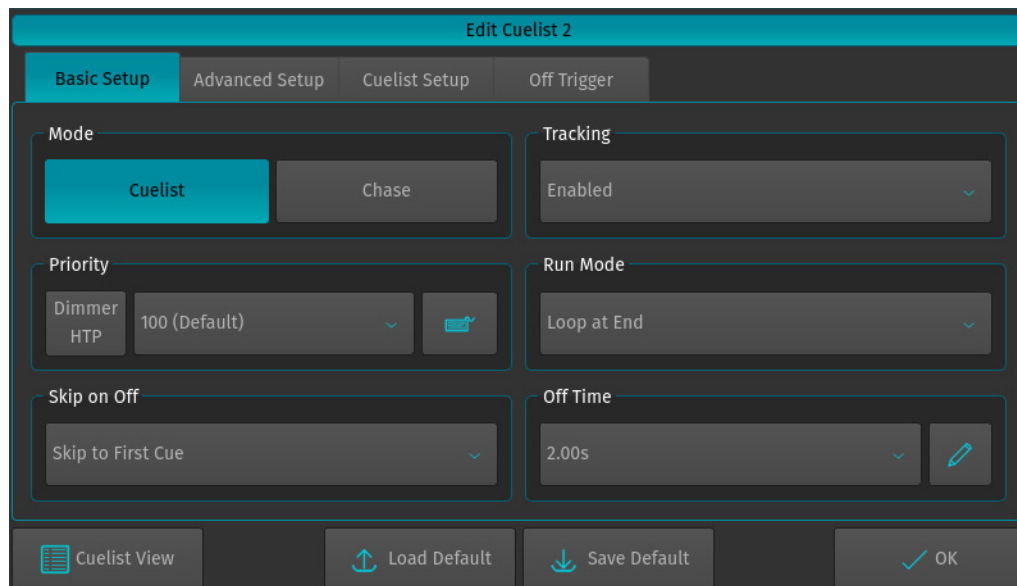 Edit Cuelist 2
Basic Setup
Advanced Setup
Cuelist Setup
Off Trigger
Mode
Cuelist
Chase
Tracking
Enabled
Priority
Dimmer
HTP
100 (Default)
Run Mode
Loop at End
Skip on Off
Skip to First Cue
Off Time
2.00s
Cuelist View
Load Default
Save Default
OK